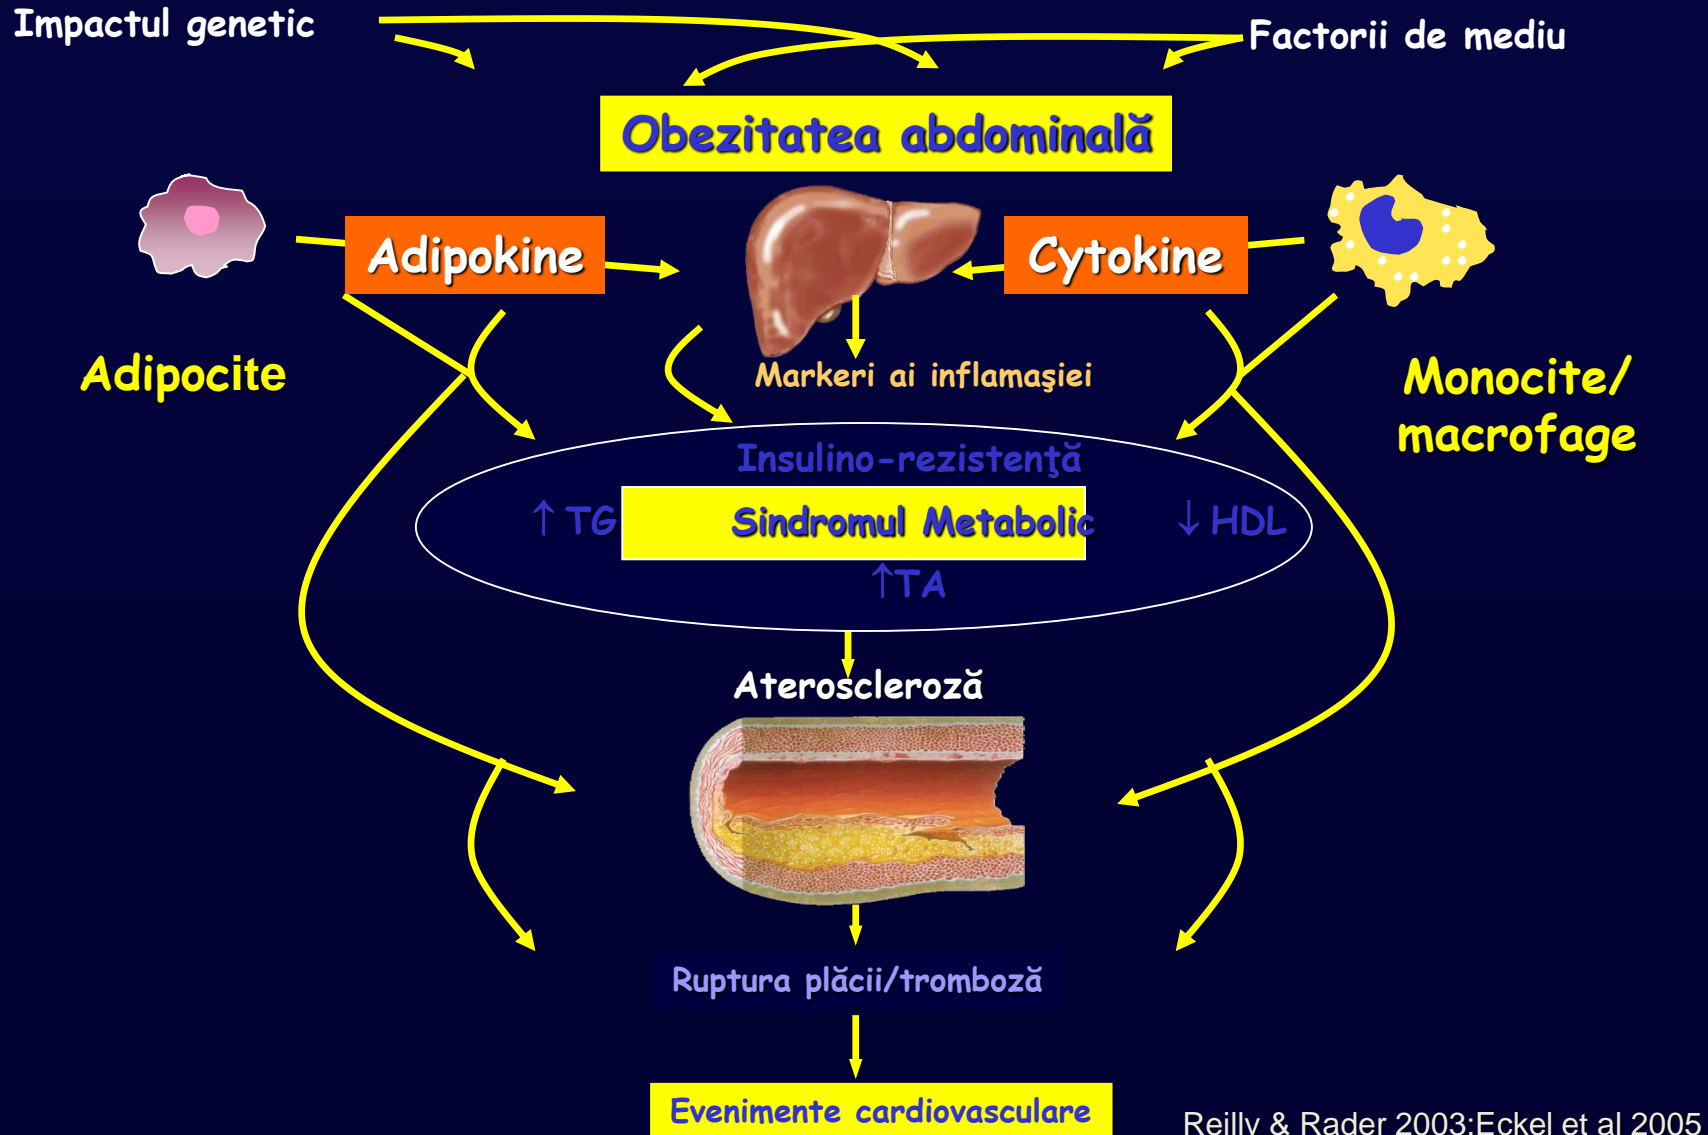 Impactul genetic
Factorii de mediu
Obezitatea abdominală
Adipokine
Cytokine
Adipocite
Markeri ai inflamaşiei
Monocite/
macrofage
Insulino-rezistenţă
↑ TG
Sindromul Metabolic
↓ HDL
↑TA
Ateroscleroză
Ruptura plăcii/tromboză
Evenimente cardiovasculare
Reilly & Rader 2003;Eckel et al 2005